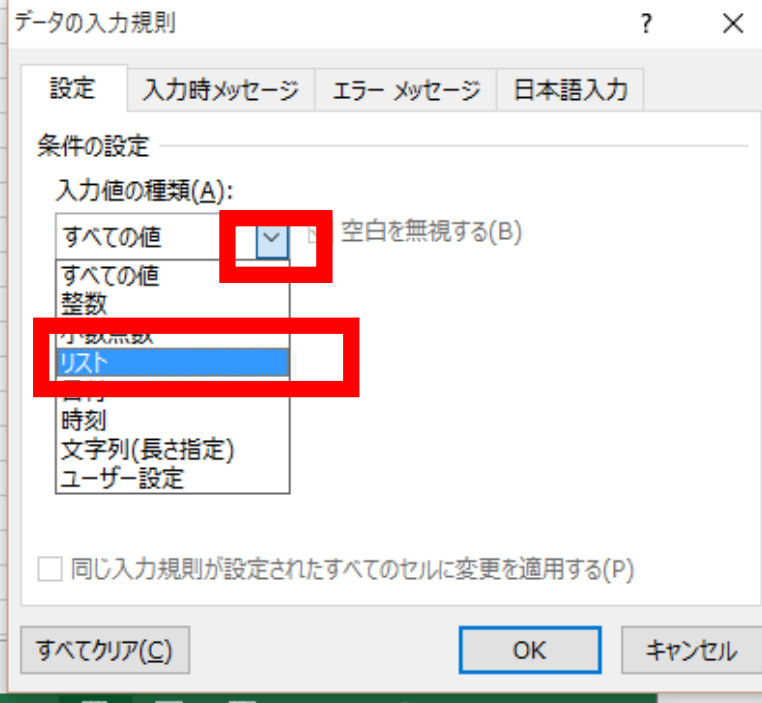 データの入力規則 ? ×
設定 入力時メッセージ エラー メッセージ 日本語入力
条件の設定
入力値の種類(A):
すべての値 空白を無視する(B)
すべての値
整数
小数点数
リスト
時刻
文字列(長さ指定)
ユーザー設定
同じ入力規則が設定されたすべてのセルに変更を適用する(P)
すべてクリア(C) OK キャンセル